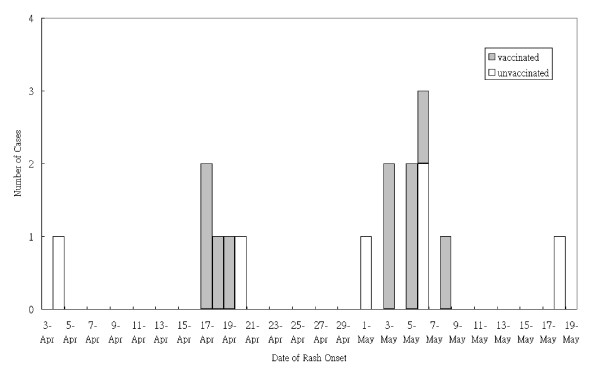 4
vaccinated
unvaccinated
3
Number of Cases
2
1
0
3- 5- 7- 9- 11- 13- 15- 17- 19- 21- 23- 25- 27- 29- 1- 3- 5- 7- 9- 11- 13- 15- 17- 19-
Apr Apr Apr Apr Apr Apr Apr Apr Apr Apr Apr Apr Apr Apr May May May May May May May May May May
Date of Rash Onset